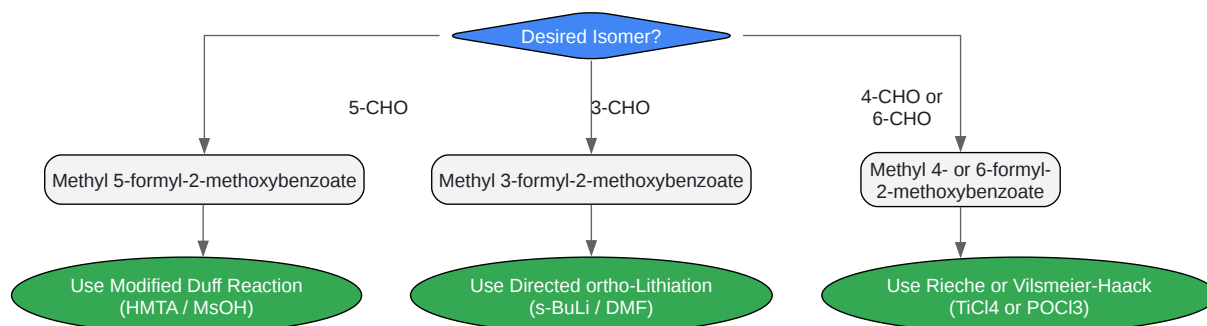 Desired Isomer?
5-CHO
3-CHO
4-CHO or
6-CHO
Methyl 5-formyl-2-methoxybenzoate
Methyl 3-formyl-2-methoxybenzoate
Methyl 4- or 6-formyl-
2-methoxybenzoate
Use Modified Duff Reaction
(HMTA / MsOH)
Use Directed ortho-Lithiation
(s-BuLi / DMF)
Use Rieche or Vilsmeier-Haack
(TiCl4 or POCl3)